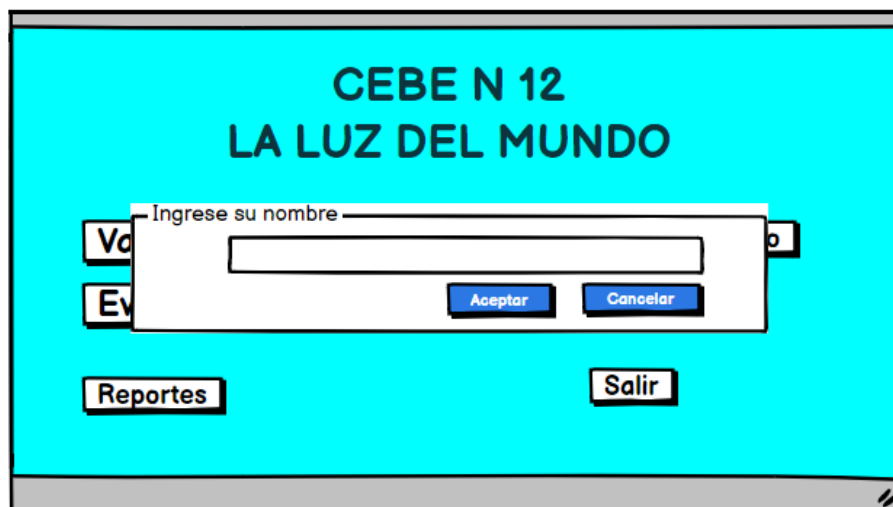 CEBE N 12
LA LUZ DEL MUNDO
Ingrese su nombre
Aceptar Cancelar
Reportes Salir